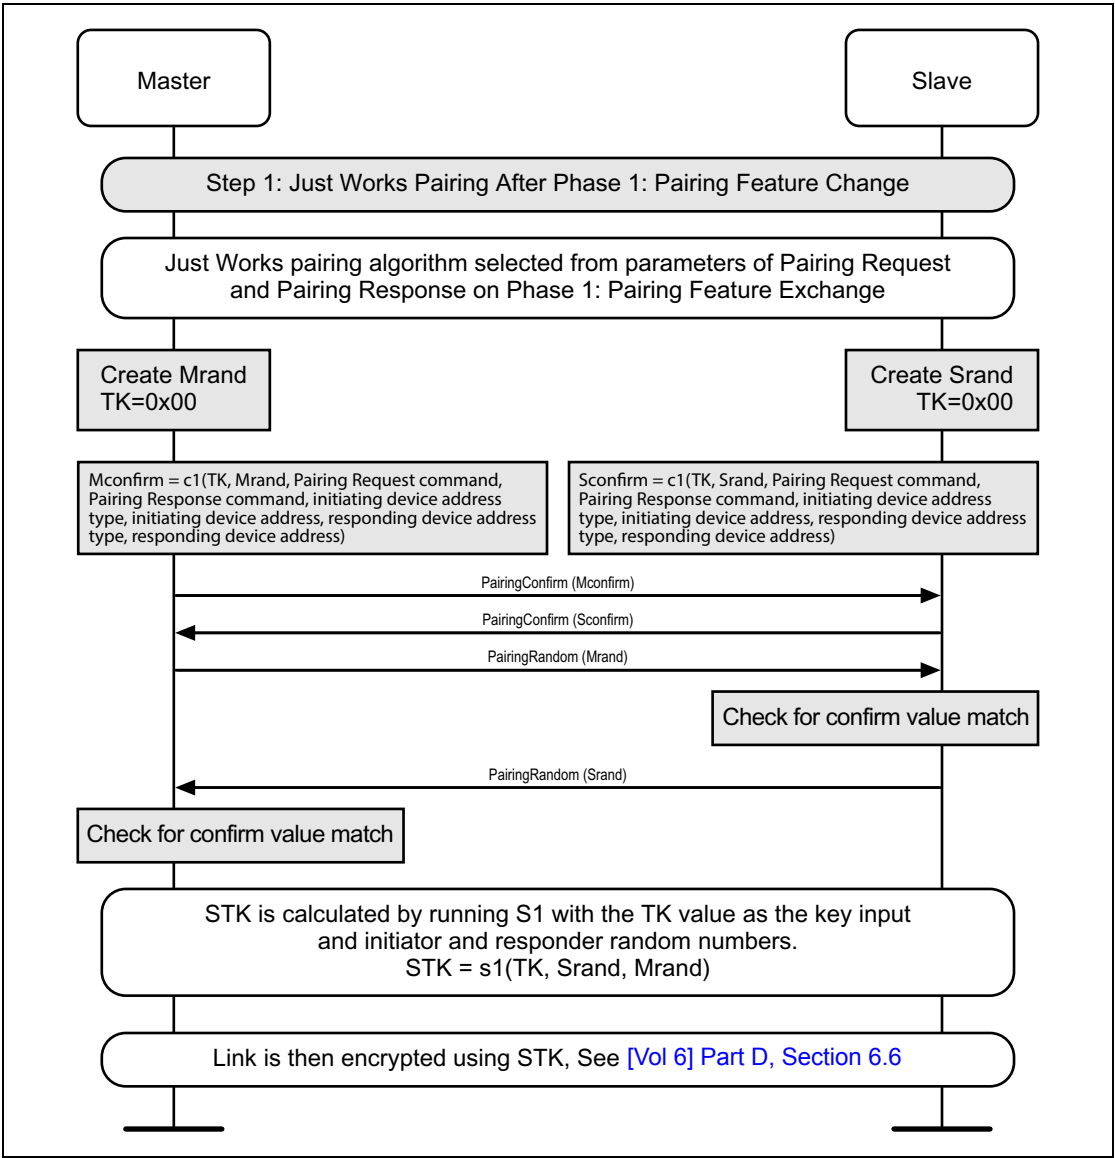 Master
Slave
Step 1: Just Works Pairing After Phase 1: Pairing Feature Change
Just Works pairing algorithm selected from parameters of Pairing Request
and Pairing Response on Phase 1: Pairing Feature Exchange
Create Mrand
TK=0x00
Create Srand
TK=0x00
Mconfirm = c1(TK, Mrand, Pairing Request command,
Pairing Response command, initiating device address
type, initiating device address, responding device address
type, responding device address)
Sconfirm = c1(TK, Srand, Pairing Request command,
Pairing Response command, initiating device address
type, initiating device address, responding device address
type, responding device address)
PairingConfirm (Mconfirm)
PairingConfirm (Sconfirm)
PairingRandom (Mrand)
Check for confirm value match
PairingRandom (Srand)
Check for confirm value match
STK is calculated by running S1 with the TK value as the key input
and initiator and responder random numbers.
STK = s1(TK, Srand, Mrand)
Link is then encrypted using STK, See [Vol 6] Part D, Section 6.6